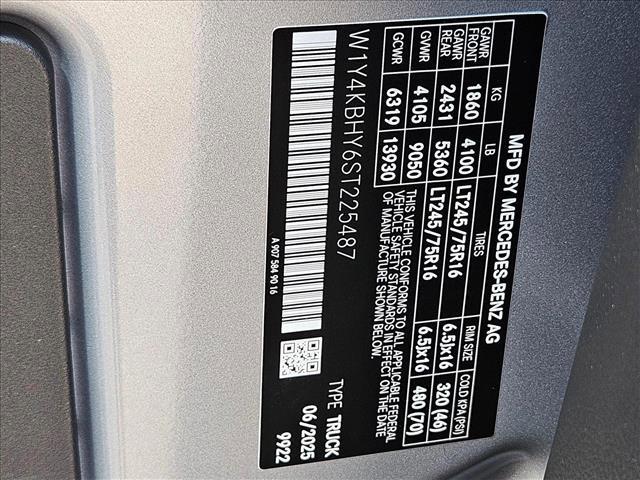 MFD BY MERCEDES-BENZ AG
KG LB TIRES RIM SIZE COLD KPA(PSI)
GAWR FRONT 1860 4100 LT245/75R16 6.5Jx16 320 (46)
GAWR REAR 2431 5360 LT245/75R16 6.5Jx16 480 (70)
GVWR 4105 9050
GCWR 6319 13930
THIS VEHICLE CONFORMS TO ALL APPLICABLE FEDERAL
VEHICLE SAFETY STANDARDS IN EFFECT ON THE DATE
OF MANUFACTURE SHOWN ABOVE.
W1Y4KBHY6ST225487
TYPE TRUCK
06/2025
9922
A 907 584 90 16